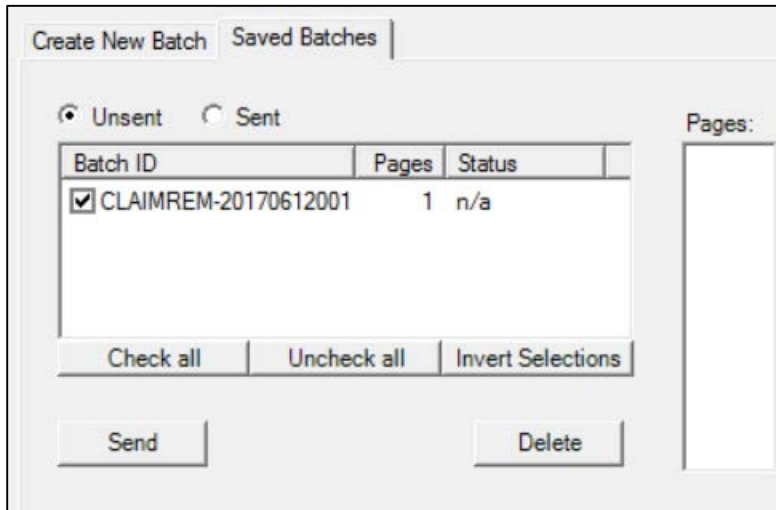 Create New Batch Saved Batches
Unsent Sent
Pages:
Batch ID Pages Status
CLAIMREM-20170612001 1 n/a
Check all Uncheck all Invert Selections
Send Delete